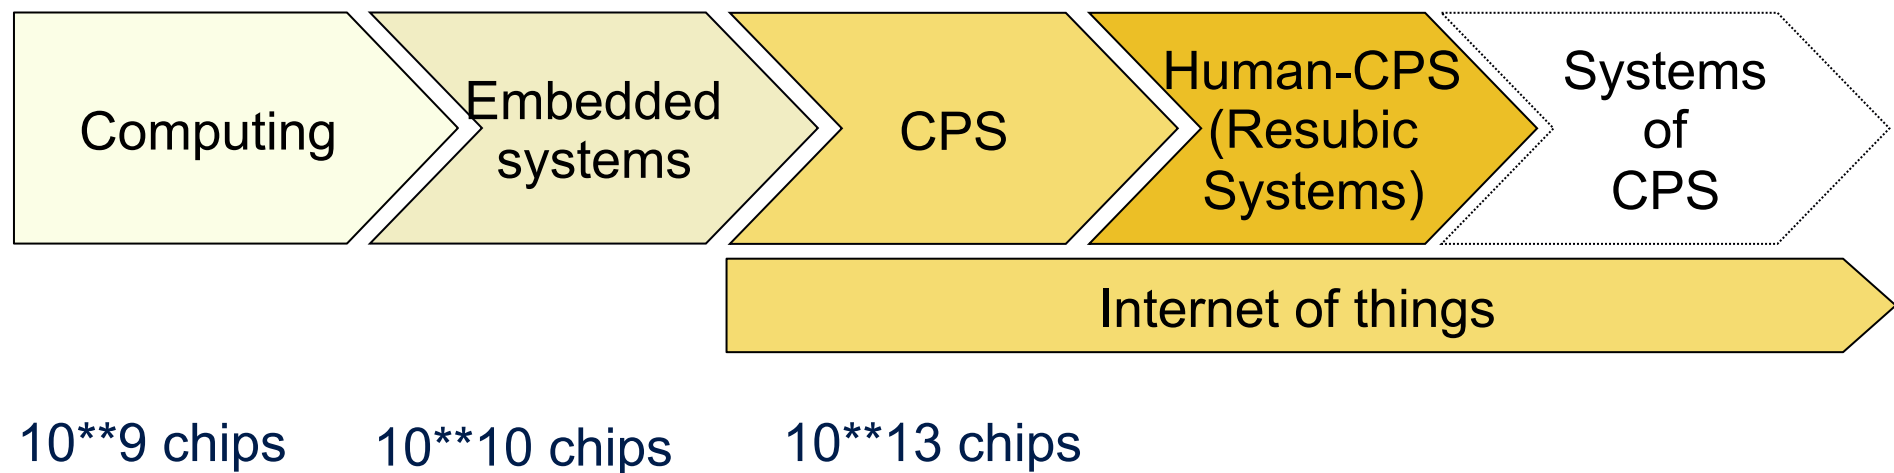 Computing
Embedded
systems
CPS
Human-CPS
(Resubic
Systems)
Systems
of
CPS
Internet of things
10**9 chips
10**10 chips
10**13 chips